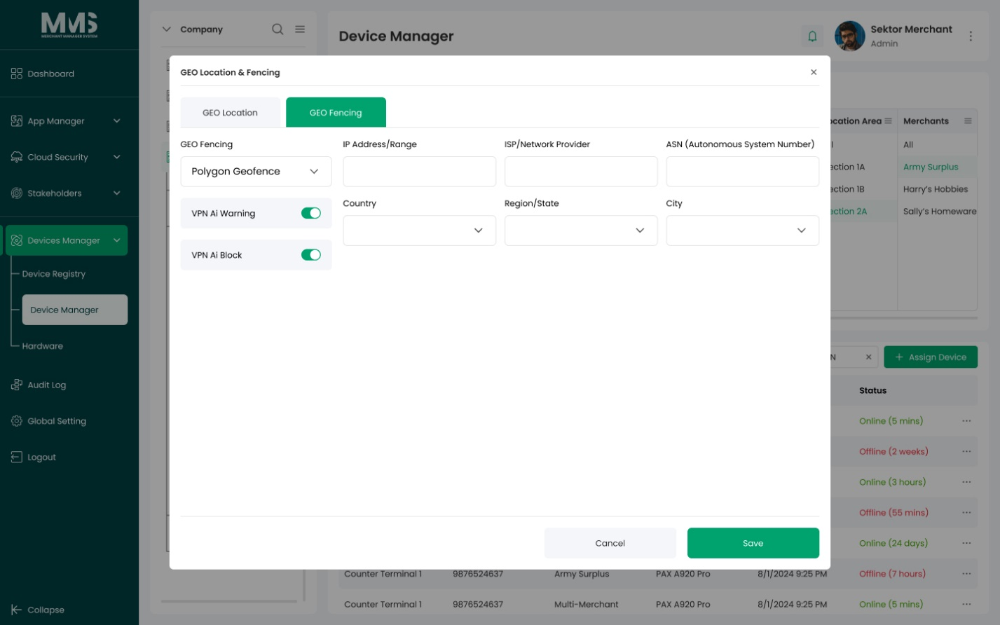 MMS
MERCHANT MANAGER SYSTEM
Dashboard
App Manager
Cloud Security
Stakeholders
Devices Manager
Device Registry
Device Manager
Hardware
Audit Log
Global Setting
Logout
Collapse
Company
Device Manager
Sektor Merchant
Admin
GEO Location & Fencing
GEO Location
GEO Fencing
GEO Fencing
IP Address/Range
ISP/Network Provider
ASN (Autonomous System Number)
Polygon Geofence
VPN Ai Warning
Country
Region/State
City
VPN Ai Block
Cancel
Save
ocation Area
Merchants
All
ection 1A
Army Surplus
ection 1B
Harry's Hobbies
ection 2A
Sally's Homeware
N
Assign Device
Status
Online (5 mins)
Offline (2 weeks)
Online (3 hours)
Offline (55 mins)
Online (24 days)
Counter Terminal 1 9876524637 Army Surplus PAX A920 Pro 8/1/2024 9:25 PM Offline (7 hours)
Counter Terminal 1 9876524637 Multi-Merchant PAX A920 Pro 8/1/2024 9:25 PM Online (5 mins)